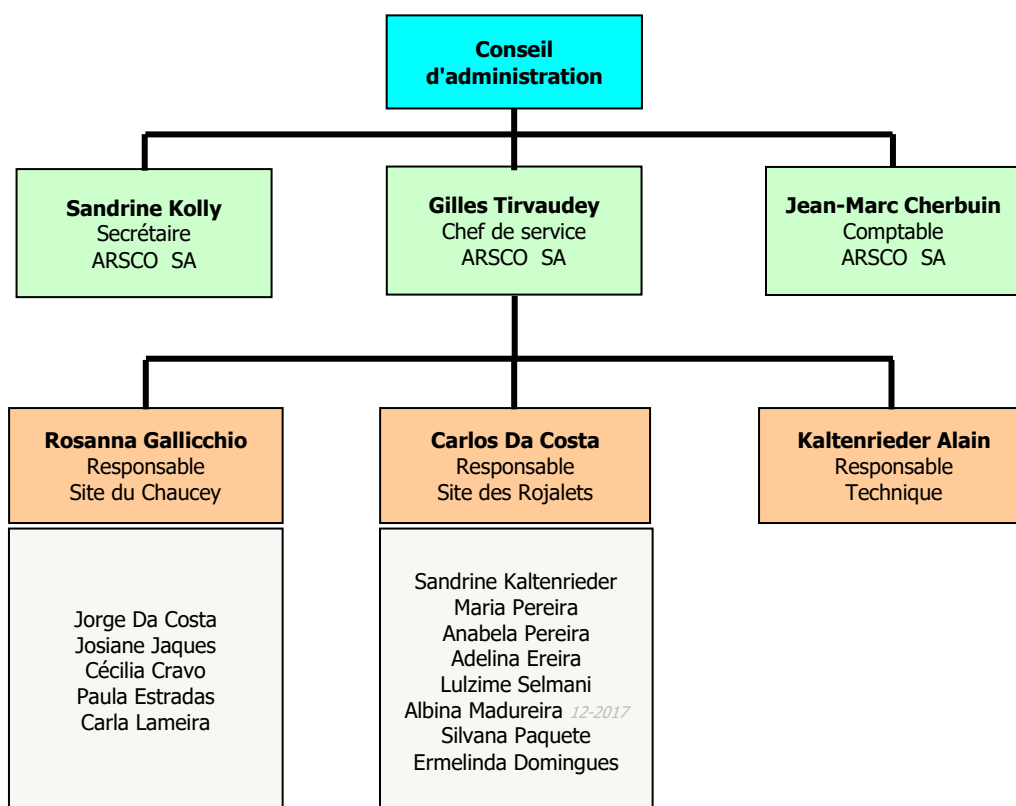 Conseil
d'administration
Sandrine Kolly
Secrétaire
ARSCO SA
Gilles Tirvaudey
Chef de service
ARSCO SA
Jean-Marc Cherbuin
Comptable
ARSCO SA
Rosanna Gallicchio
Responsable
Site du Chaucey
Carlos Da Costa
Responsable
Site des Rojalets
Kaltenrieder Alain
Responsable
Technique
Jorge Da Costa
Josiane Jaques
Cécilia Cravo
Paula Estradas
Carla Lameira
Sandrine Kaltenrieder
Maria Pereira
Anabela Pereira
Adelina Ereira
Lulzime Selmani
Albina Madureira 12-2017
Silvana Paquete
Ermelinda Domingues